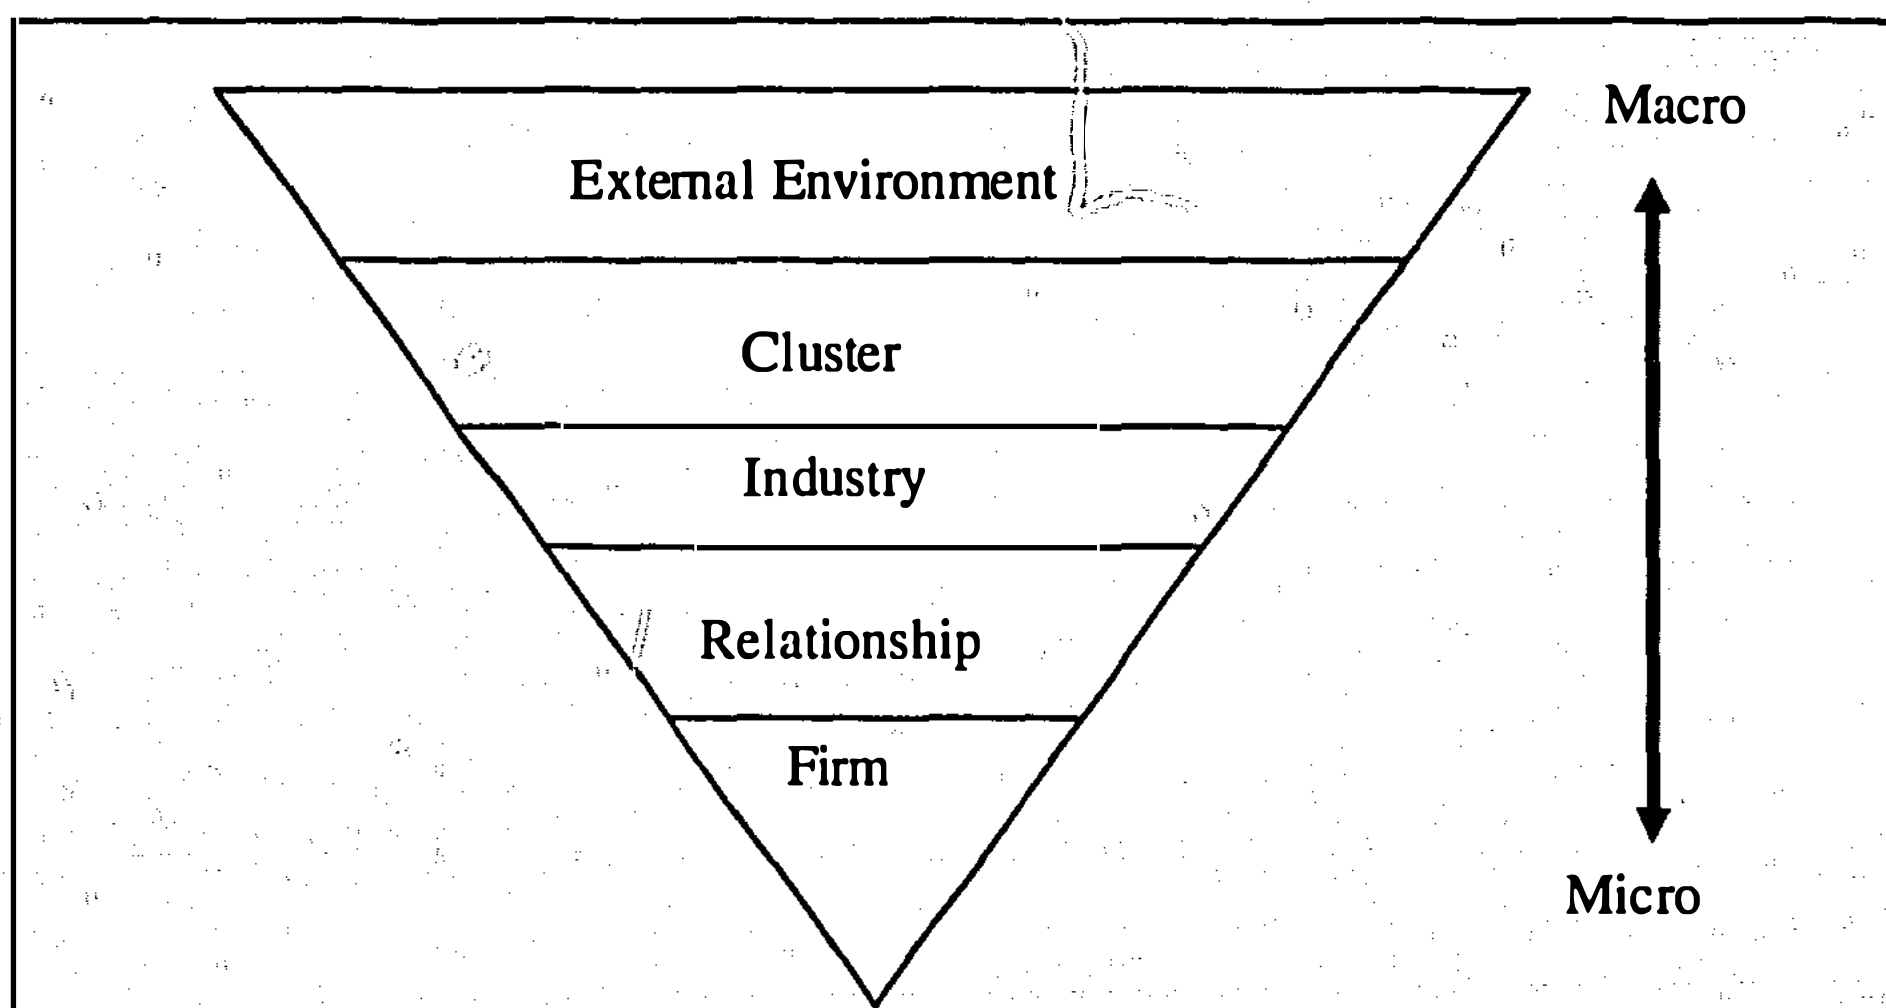 Macro
External Environment
Cluster
Industry
Relationship
Firm
Micro